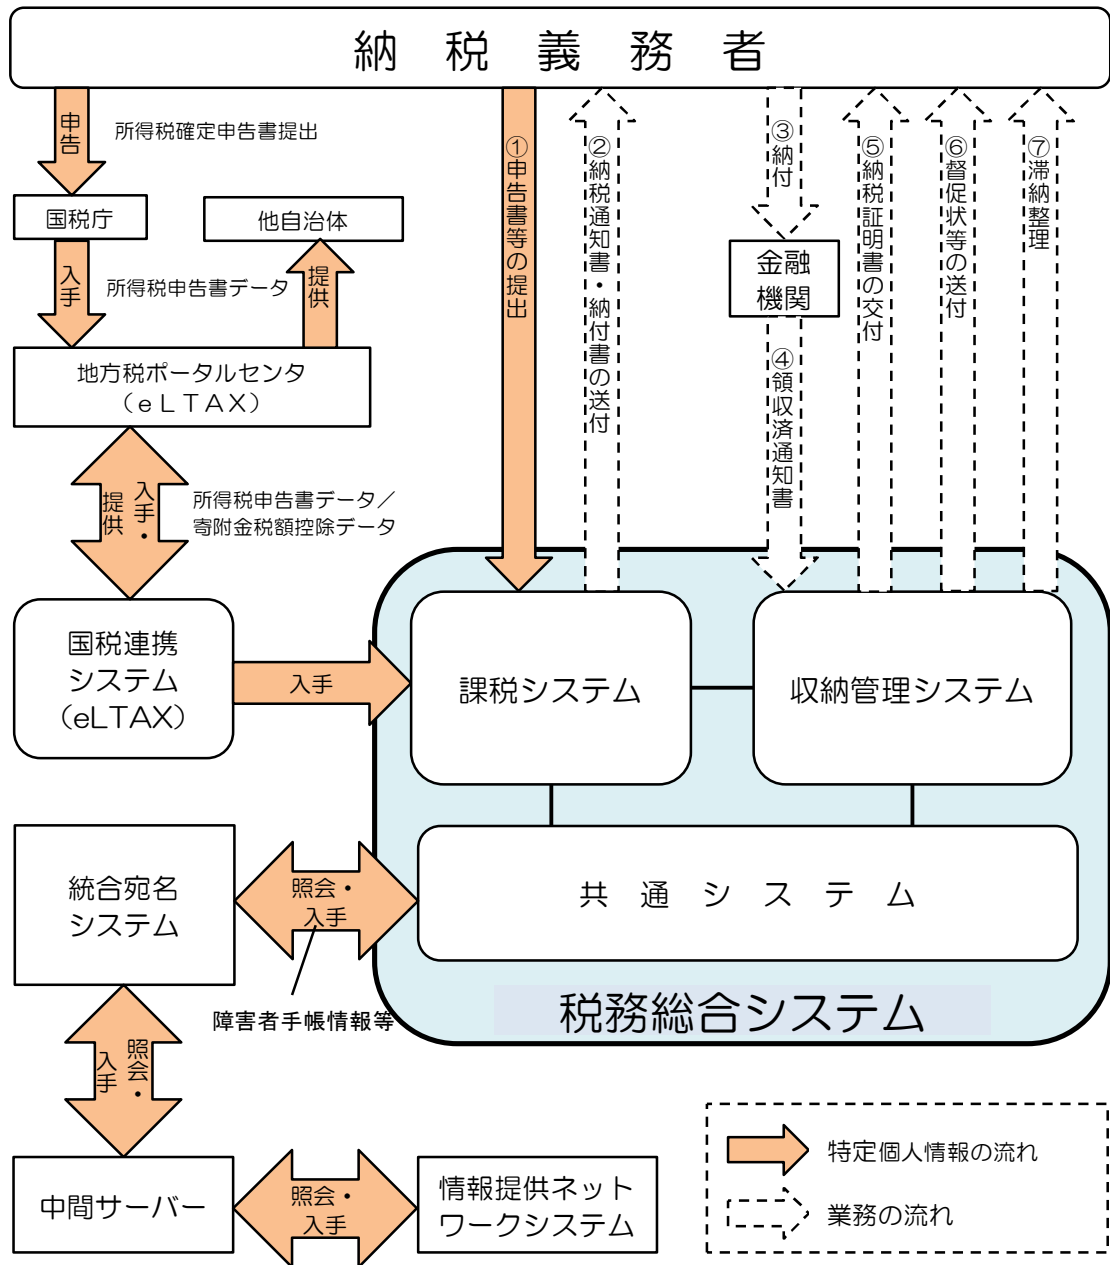 納税義務者
申告
所得税確定申告書提出
国税庁
他自治体
入手
所得税申告書データ
提供
地方税ポータルセンタ
（ｅＬＴＡＸ）
入手・
提供
所得税申告書データ／
寄附金税額控除データ
①申告書等の提出
②納税通知書・納付書の送付
③納付
金融
機関
④領収済通知書
⑤納税証明書の交付
⑥督促状等の送付
⑦滞納整理
国税連携
システム
（eLTAX）
入手
課税システム
収納管理システム
統合宛名
システム
照会・
入手
共通システム
障害者手帳情報等
税務総合システム
照会・
入手
中間サーバー
照会・
入手
情報提供ネット
ワークシステム
特定個人情報の流れ
業務の流れ